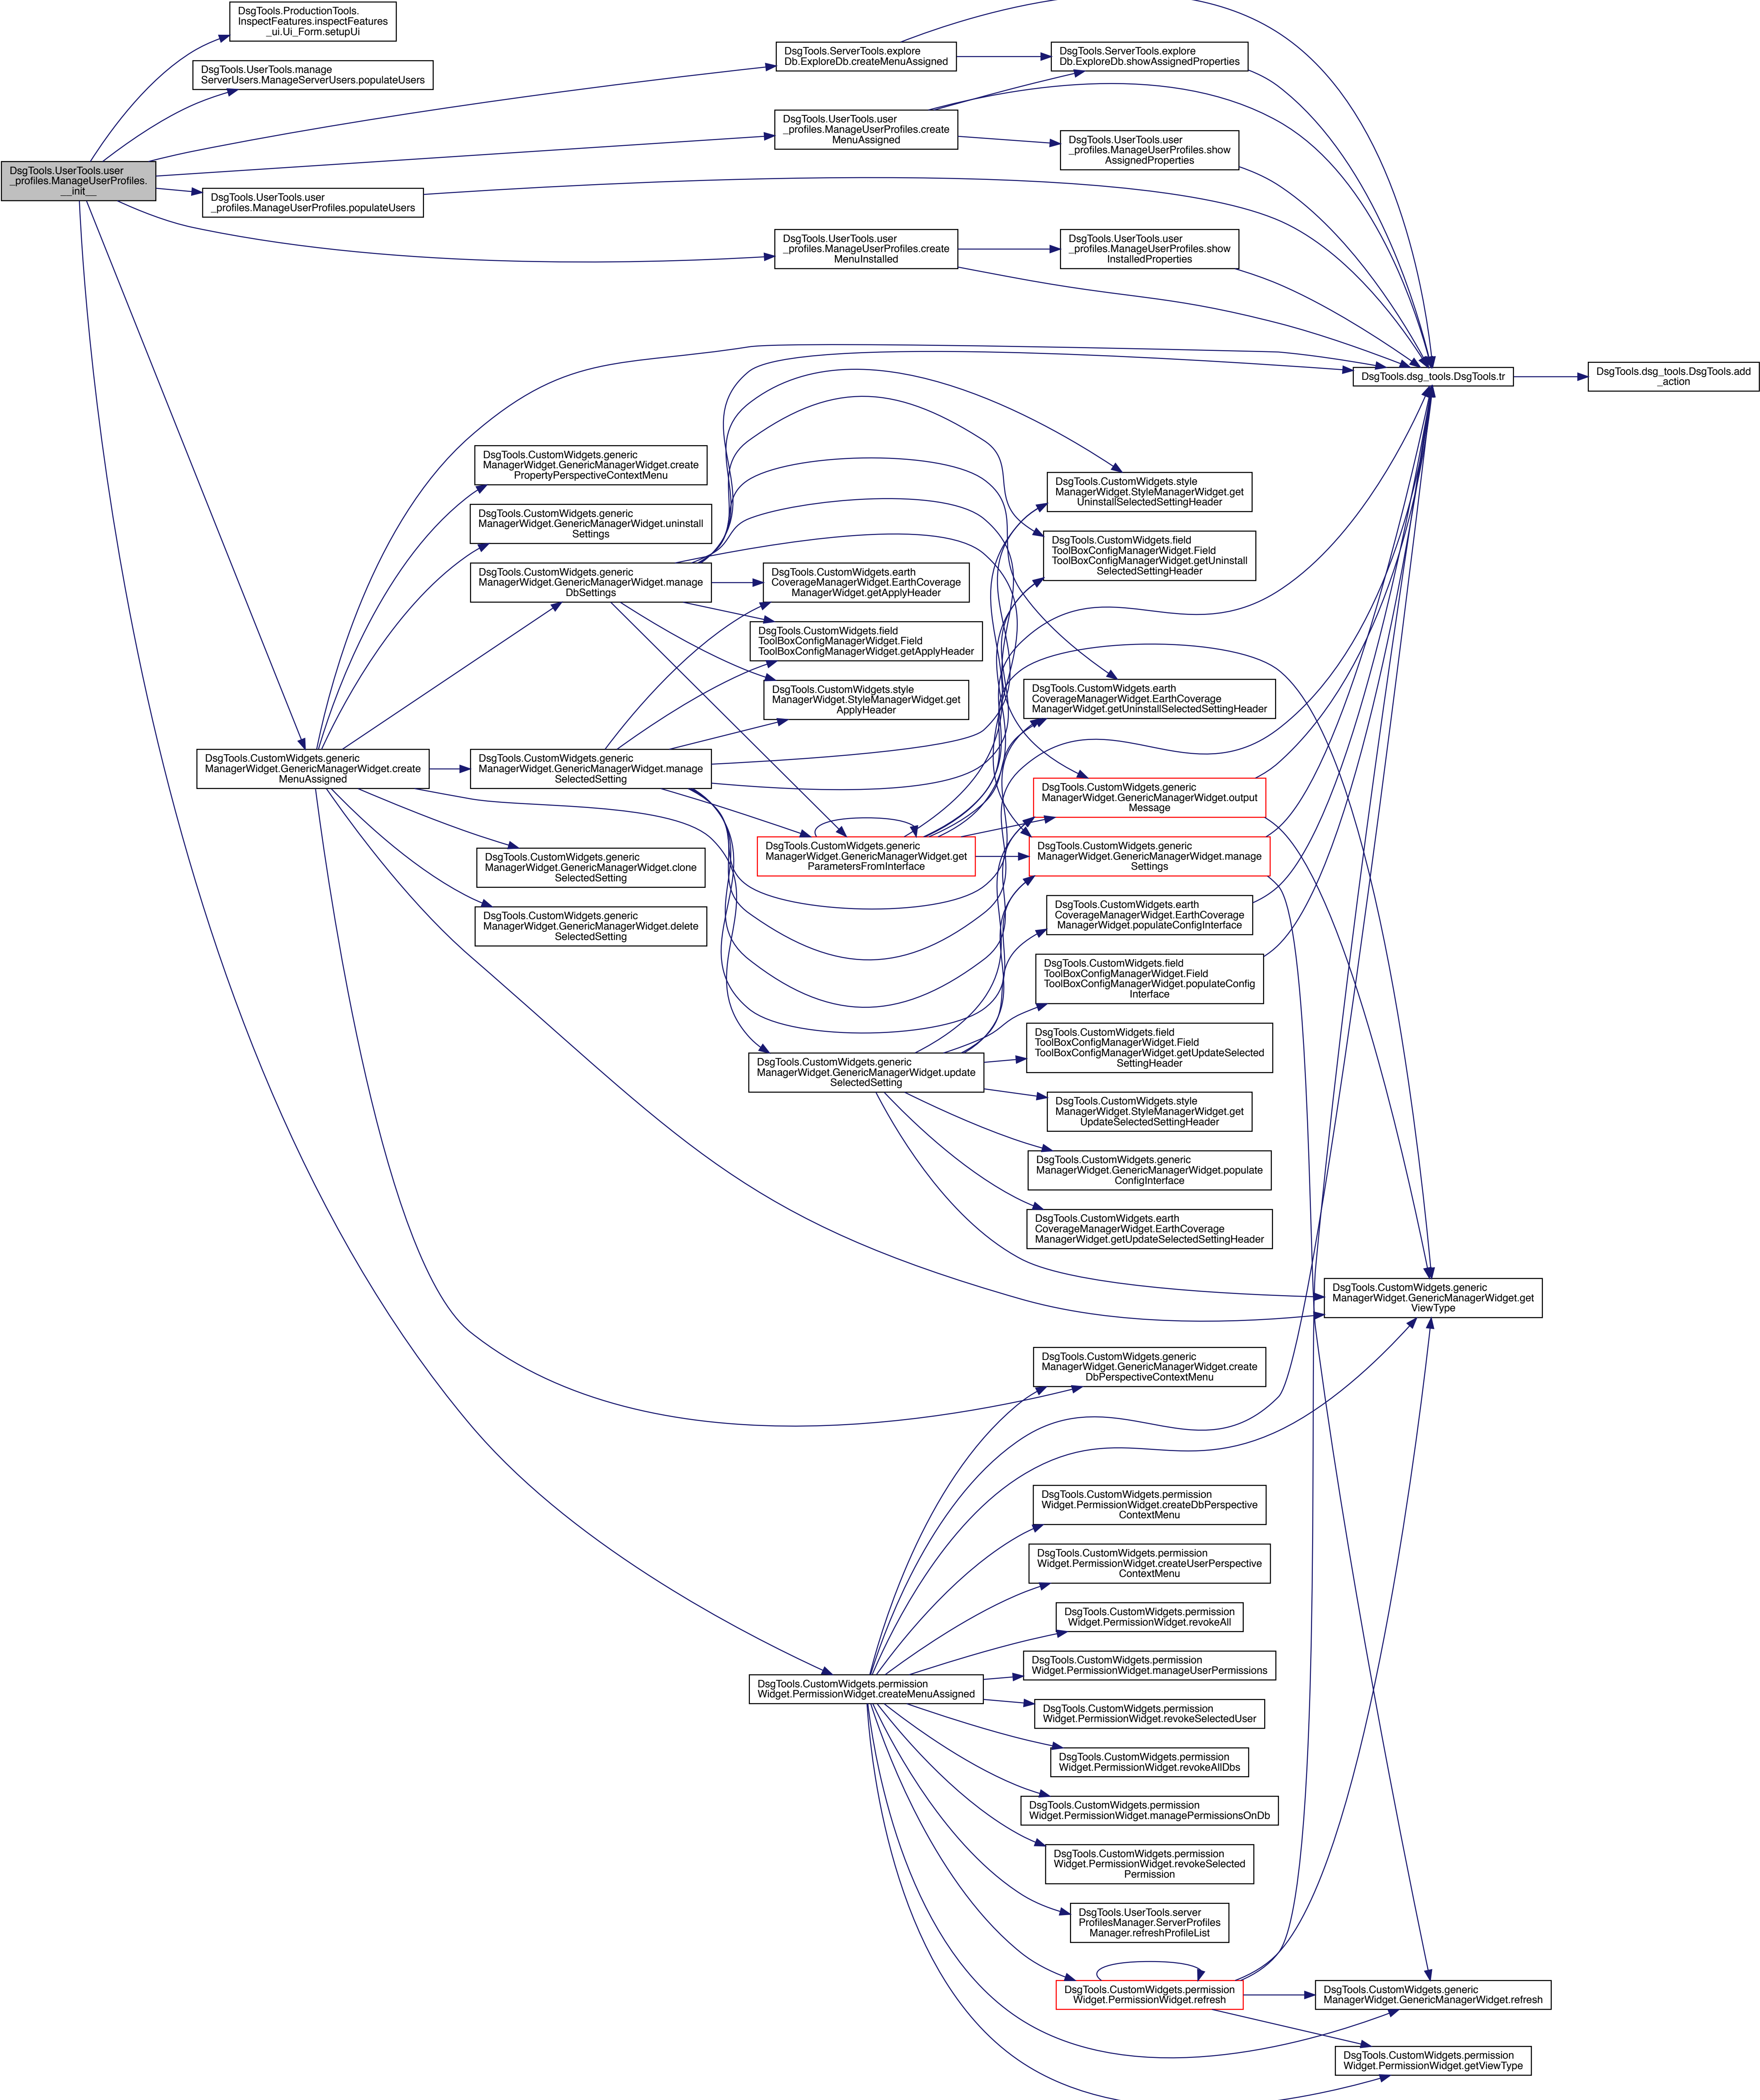 DsgTools.UserTools.user
_profiles.ManageUserProfiles.
__init__
DsgTools.ProductionTools.
InspectFeatures.inspectFeatures
_ui.Ui_Form.setupUi
DsgTools.UserTools.manage
ServerUsers.ManageServerUsers.populateUsers
DsgTools.UserTools.user
_profiles.ManageUserProfiles.populateUsers
DsgTools.CustomWidgets.generic
ManagerWidget.GenericManagerWidget.create
MenuAssigned
DsgTools.CustomWidgets.generic
ManagerWidget.GenericManagerWidget.create
PropertyPerspectiveContextMenu
DsgTools.CustomWidgets.generic
ManagerWidget.GenericManagerWidget.uninstall
Settings
DsgTools.CustomWidgets.generic
ManagerWidget.GenericManagerWidget.manage
DbSettings
DsgTools.CustomWidgets.generic
ManagerWidget.GenericManagerWidget.manage
SelectedSetting
DsgTools.CustomWidgets.generic
ManagerWidget.GenericManagerWidget.clone
SelectedSetting
DsgTools.CustomWidgets.generic
ManagerWidget.GenericManagerWidget.delete
SelectedSetting
DsgTools.ServerTools.explore
Db.ExploreDb.createMenuAssigned
DsgTools.UserTools.user
_profiles.ManageUserProfiles.create
MenuAssigned
DsgTools.UserTools.user
_profiles.ManageUserProfiles.create
MenuInstalled
DsgTools.CustomWidgets.earth
CoverageManagerWidget.EarthCoverage
ManagerWidget.getApplyHeader
DsgTools.CustomWidgets.field
ToolBoxConfigManagerWidget.Field
ToolBoxConfigManagerWidget.getApplyHeader
DsgTools.CustomWidgets.style
ManagerWidget.StyleManagerWidget.get
ApplyHeader
DsgTools.CustomWidgets.generic
ManagerWidget.GenericManagerWidget.get
ParametersFromInterface
DsgTools.CustomWidgets.generic
ManagerWidget.GenericManagerWidget.update
SelectedSetting
DsgTools.CustomWidgets.permission
Widget.PermissionWidget.createMenuAssigned
DsgTools.ServerTools.explore
Db.ExploreDb.showAssignedProperties
DsgTools.UserTools.user
_profiles.ManageUserProfiles.show
AssignedProperties
DsgTools.UserTools.user
_profiles.ManageUserProfiles.show
InstalledProperties
DsgTools.CustomWidgets.style
ManagerWidget.StyleManagerWidget.get
UninstallSelectedSettingHeader
DsgTools.CustomWidgets.field
ToolBoxConfigManagerWidget.Field
ToolBoxConfigManagerWidget.getUninstall
SelectedSettingHeader
DsgTools.CustomWidgets.earth
CoverageManagerWidget.EarthCoverage
ManagerWidget.getUninstallSelectedSettingHeader
DsgTools.CustomWidgets.generic
ManagerWidget.GenericManagerWidget.output
Message
DsgTools.CustomWidgets.generic
ManagerWidget.GenericManagerWidget.manage
Settings
DsgTools.CustomWidgets.earth
CoverageManagerWidget.EarthCoverage
ManagerWidget.populateConfigInterface
DsgTools.CustomWidgets.field
ToolBoxConfigManagerWidget.Field
ToolBoxConfigManagerWidget.populateConfig
Interface
DsgTools.CustomWidgets.field
ToolBoxConfigManagerWidget.Field
ToolBoxConfigManagerWidget.getUpdateSelected
SettingHeader
DsgTools.CustomWidgets.style
ManagerWidget.StyleManagerWidget.get
UpdateSelectedSettingHeader
DsgTools.CustomWidgets.generic
ManagerWidget.GenericManagerWidget.populate
ConfigInterface
DsgTools.CustomWidgets.earth
CoverageManagerWidget.EarthCoverage
ManagerWidget.getUpdateSelectedSettingHeader
DsgTools.CustomWidgets.generic
ManagerWidget.GenericManagerWidget.create
DbPerspectiveContextMenu
DsgTools.CustomWidgets.permission
Widget.PermissionWidget.createDbPerspective
ContextMenu
DsgTools.CustomWidgets.permission
Widget.PermissionWidget.createUserPerspective
ContextMenu
DsgTools.CustomWidgets.permission
Widget.PermissionWidget.revokeAll
DsgTools.CustomWidgets.permission
Widget.PermissionWidget.manageUserPermissions
DsgTools.CustomWidgets.permission
Widget.PermissionWidget.revokeSelectedUser
DsgTools.CustomWidgets.permission
Widget.PermissionWidget.revokeAllDbs
DsgTools.CustomWidgets.permission
Widget.PermissionWidget.managePermissionsOnDb
DsgTools.CustomWidgets.permission
Widget.PermissionWidget.revokeSelected
Permission
DsgTools.UserTools.server
ProfilesManager.ServerProfiles
Manager.refreshProfileList
DsgTools.CustomWidgets.permission
Widget.PermissionWidget.refresh
DsgTools.dsg_tools.DsgTools.tr
DsgTools.dsg_tools.DsgTools.add
_action
DsgTools.CustomWidgets.generic
ManagerWidget.GenericManagerWidget.get
ViewType
DsgTools.CustomWidgets.generic
ManagerWidget.GenericManagerWidget.refresh
DsgTools.CustomWidgets.permission
Widget.PermissionWidget.getViewType